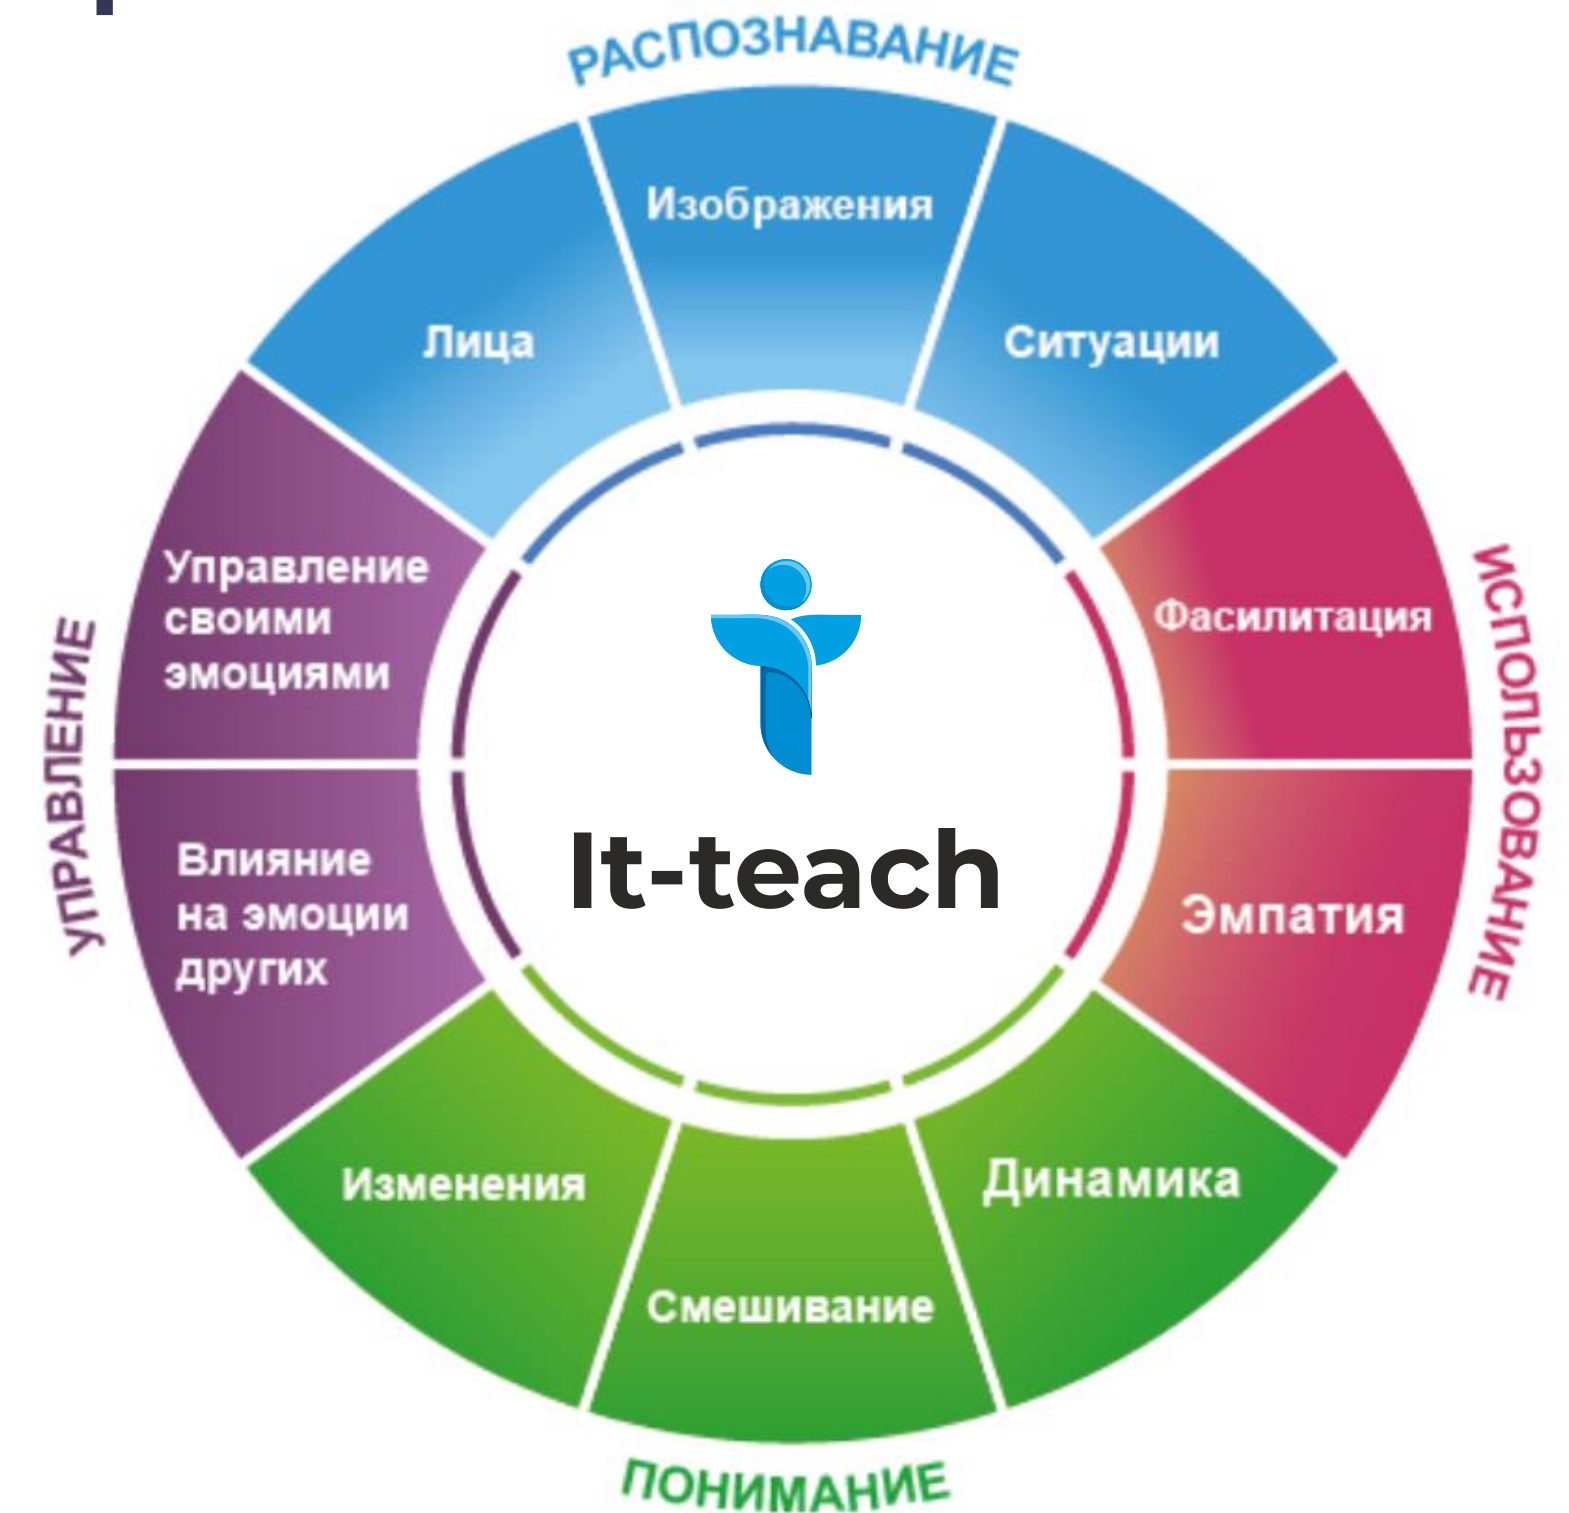 РАСПОЗНАВАНИЕ
Изображения
Лица
Ситуации
Управление
своими
эмоциями
Фасилитация
ИСПОЛЬЗОВАНИЕ
УПРАВЛЕНИЕ
It-teach
Влияние
на эмоции
других
Эмпатия
Изменения
Динамика
Смешивание
ПОНИМАНИЕ